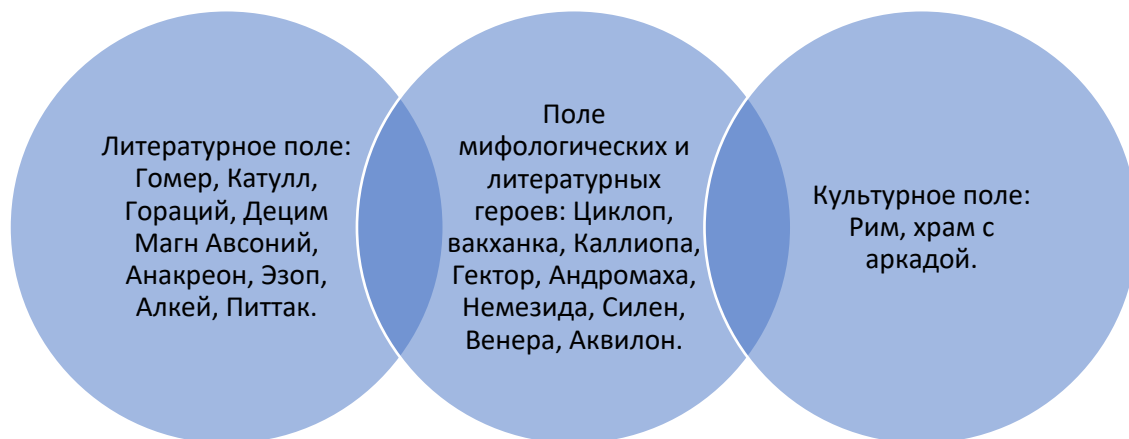 Литературное поле:
Гомер, Катулл,
Гораций, Децим
Магн Авсоний,
Анакреон, Эзоп,
Алкей, Питтак.
Поле
мифологических и
литературных
героев: Циклоп,
вакханка, Каллиопа,
Гектор, Андромаха,
Немезида, Силен,
Венера, Аквилон.
Культурное поле:
Рим, храм с
аркадой.